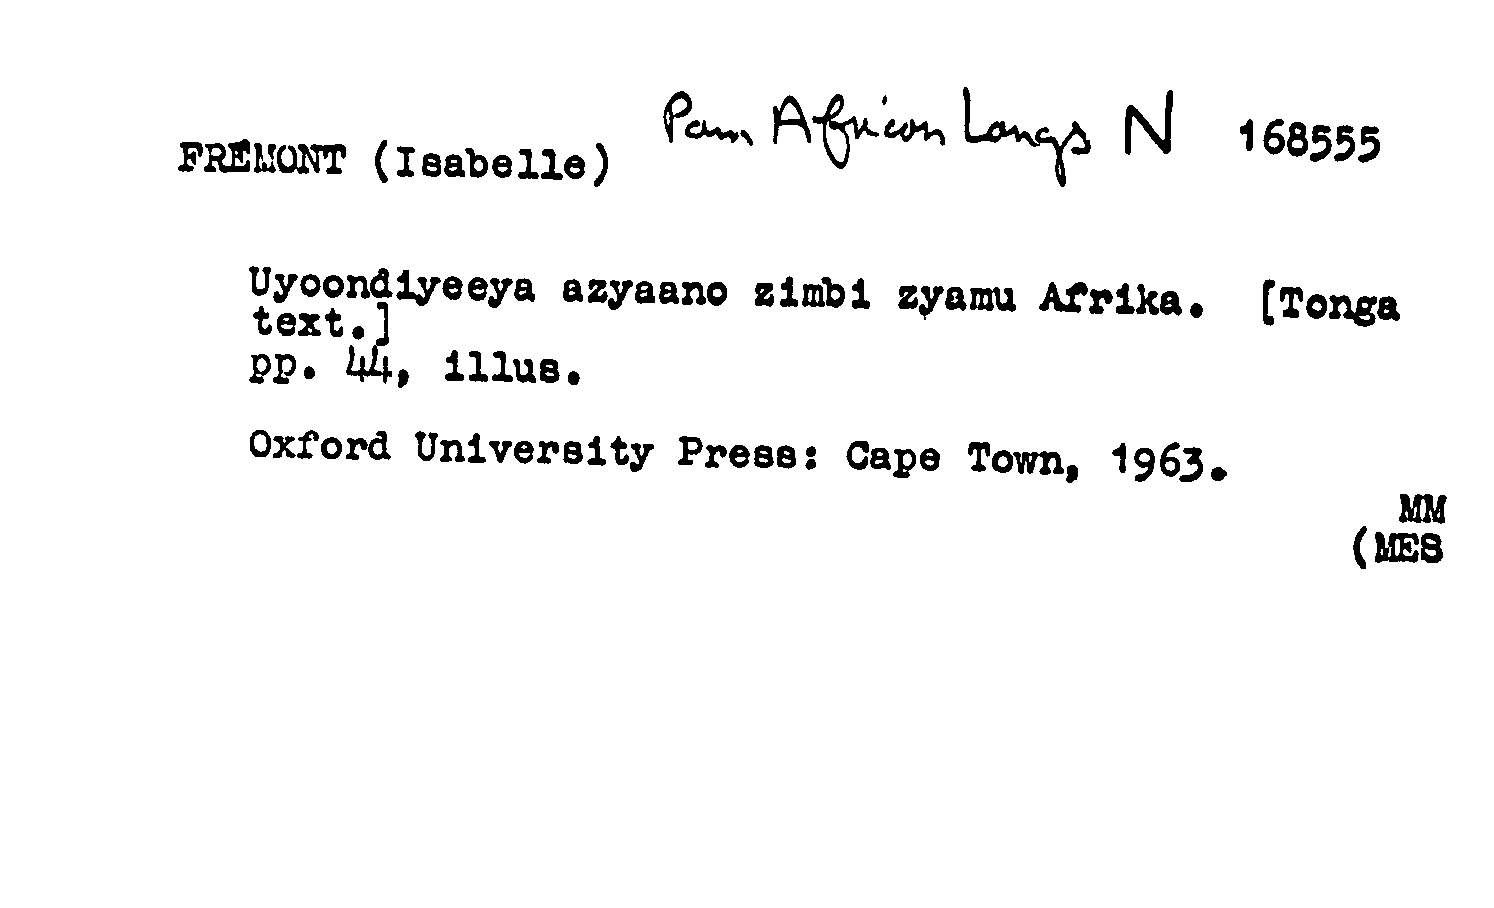 Pam African Langs N 168555
FREMONT (Isabelle)
Uyoondiyeeya azyaano zimbi zyamu Afrika. [Tonga
text.]
pp. 44, illus.
Oxford University Press: Cape Town, 1963.
MM
(MES